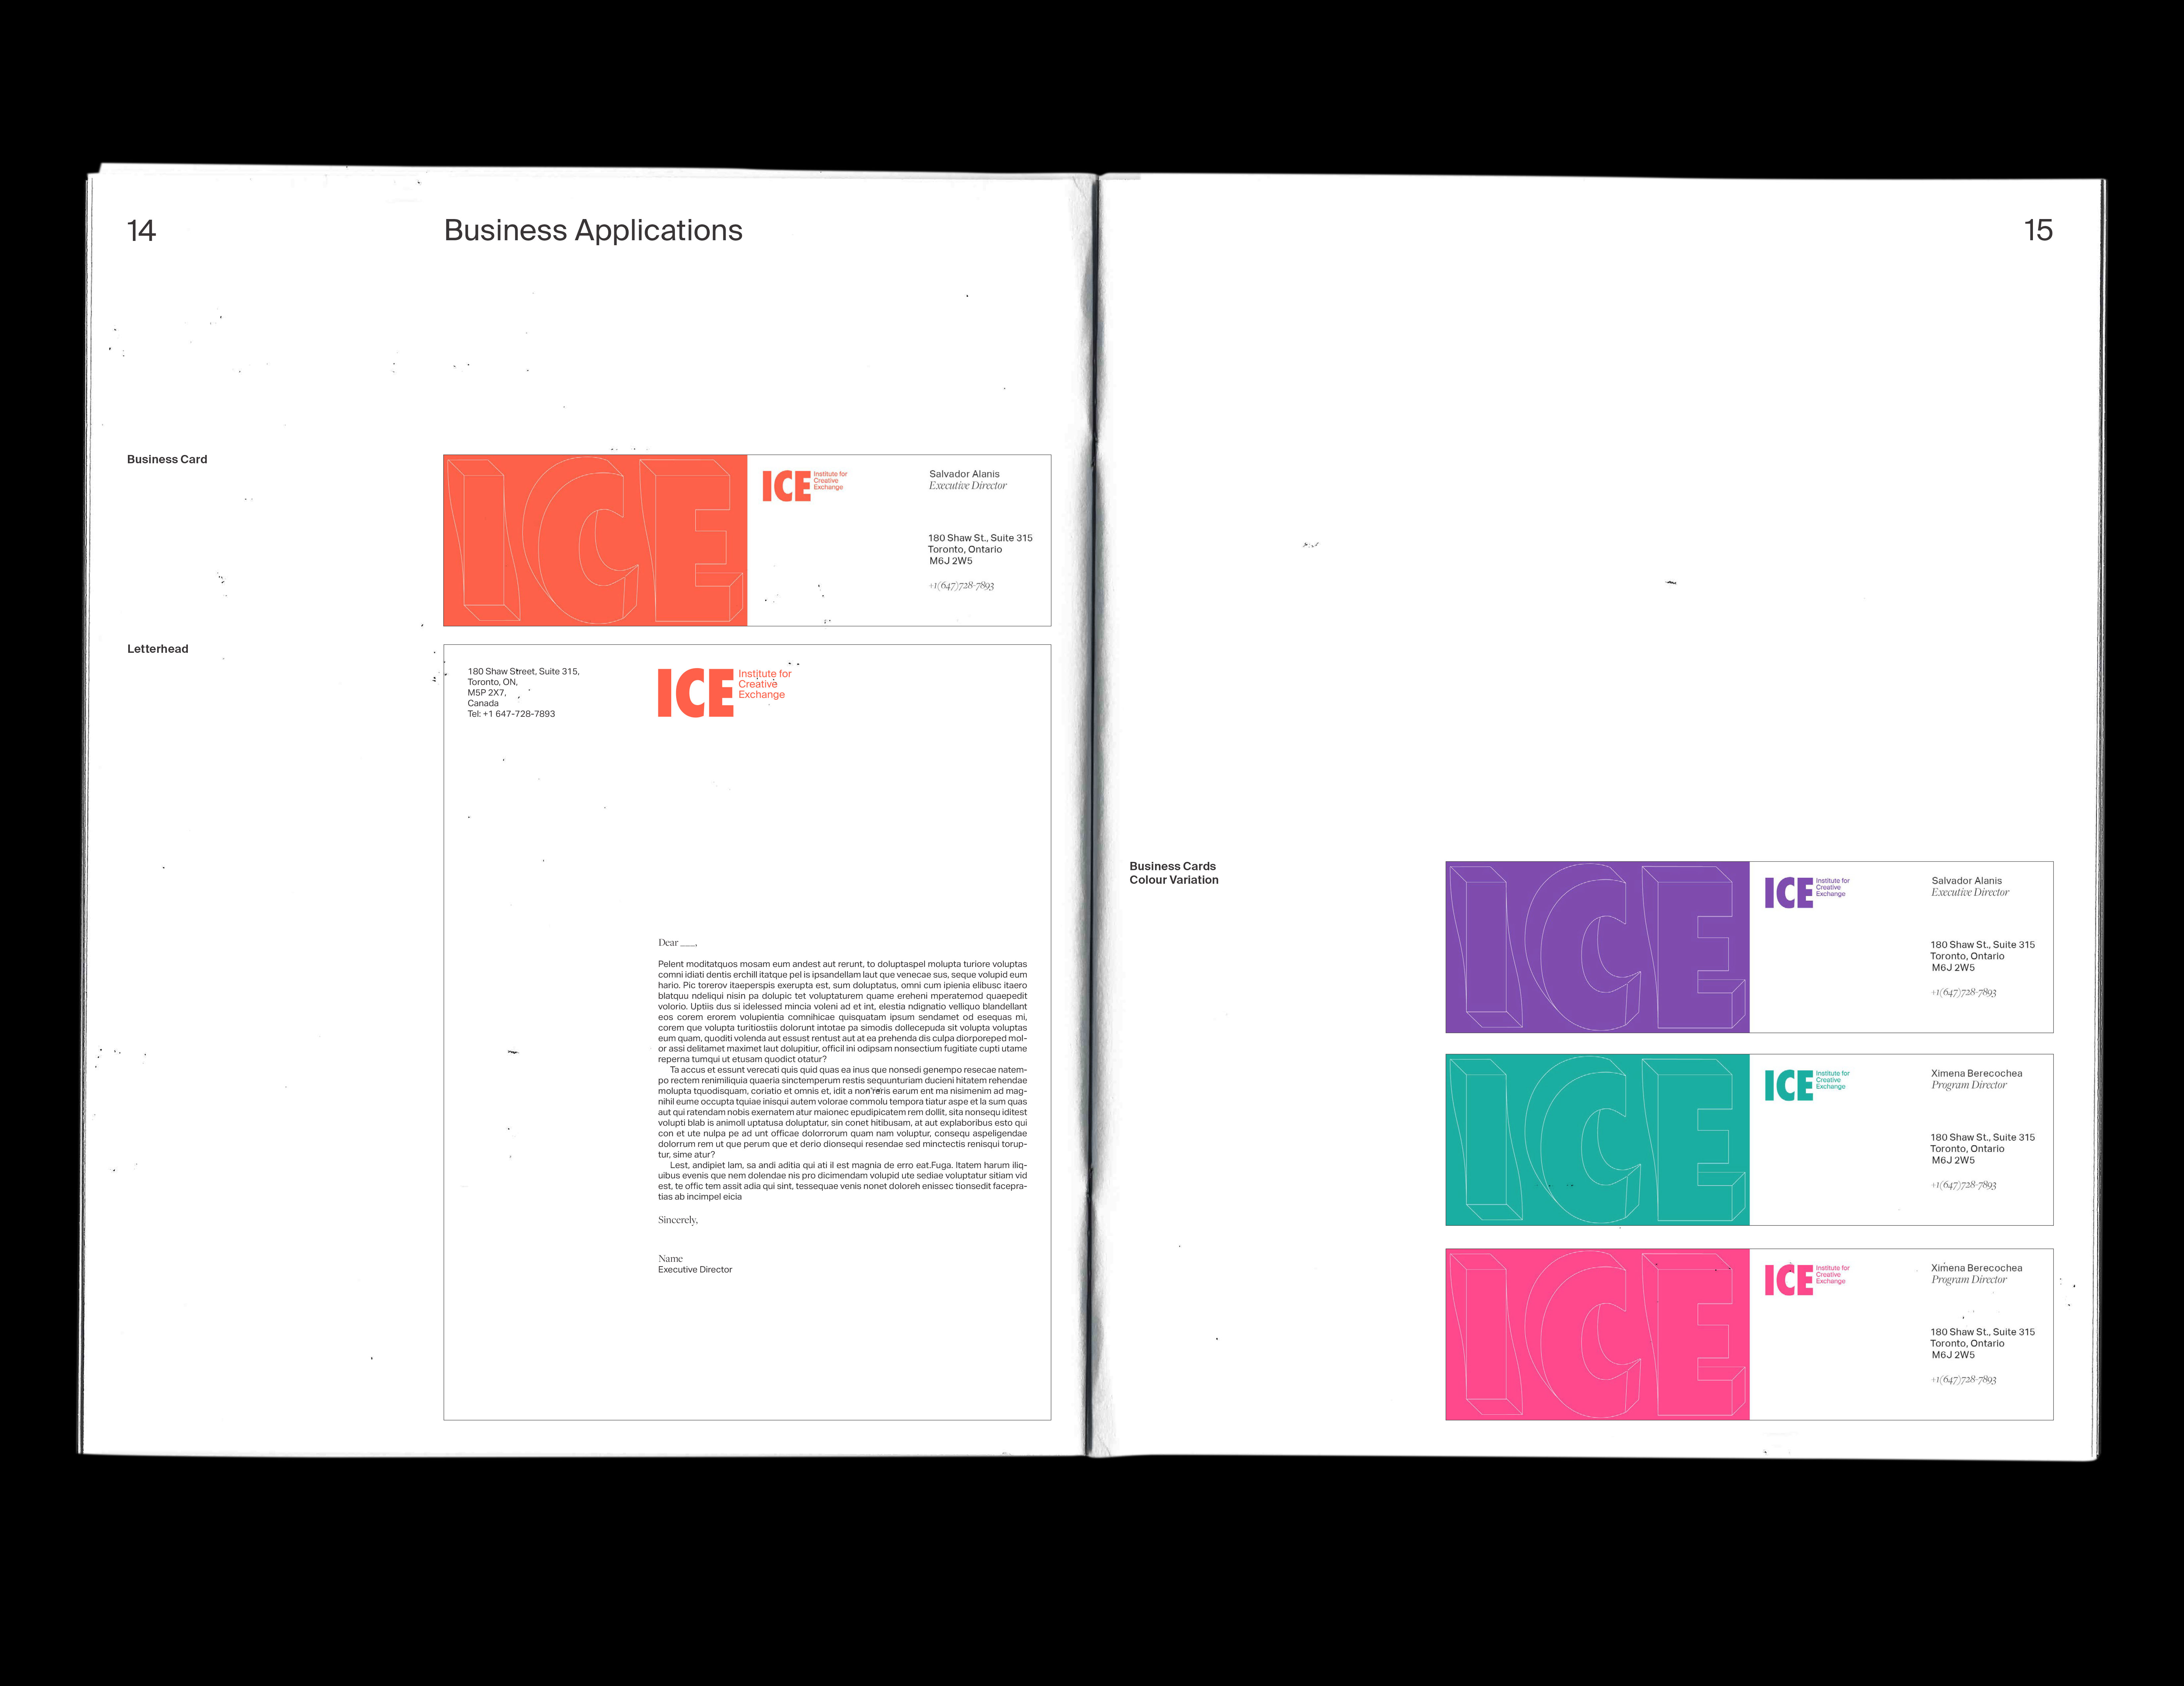 14
Business Applications
15
Business Card
ICE
ICE
Institute for
Creative
Exchange
Salvador Alanis
Executive Director
180 Shaw St., Suite 315
Toronto, Ontario
M6J 2W5
+1(647)728-7893
Letterhead
180 Shaw Street, Suite 315,
Toronto, ON,
M5P 2X7,
Canada
Tel: +1 647-728-7893
ICE
Institute for
Creative
Exchange
Dear ___,
Pelent moditatquos mosam eum andest aut rerunt, to doluptaspel molupta turiore voluptas
comni idiati dentis erchill itatque pel is ipsandellam laut que venecae sus, seque volupid eum
hario. Pic torerov itaeperspis exerupta est, sum doluptatus, omni cum ipienia elibusc itaero
blatquu ndeliqui nisin pa dolupic tet voluptaturem quame ereheni mperatemod quaepedit
volorio. Uptiis dus si idelessed mincia voleni ad et int, elestia ndignatio velliquo blandellant
eos corem erorem volupientia comnihicae quisquatam ipsum sendamet od esequas mi,
corem que volupta turitiostiis dolorunt intotae pa simodis dollecepuda sit volupta voluptas
eum quam, quoditi volenda aut essust rentust aut at ea prehenda dis culpa diorporeped mol-
or assi delitamet maximet laut dolupitiur, officil ini odipsam nonsectium fugitiate cupti utame
reperna tumqui ut etusam quodict otatur?
Ta accus et essunt verecati quis quid quas ea inus que nonsedi genempo resecae natem-
po rectem renimiliquia quaeria sinctemperum restis sequunturiam ducieni hitatem rehendae
molupta tquodisquam, coriatio et omnis et, idit a non reris earum ent ma nisimenim ad mag-
nihil eume occupta tquiae inisqui autem volorae commolu tempora tiatur aspe et la sum quas
aut qui ratendam nobis exernatem atur maionec epudipicatem rem dollit, sita nonsequ iditest
volupti blab is animoll uptatusa doluptatur, sin conet hitibusam, at aut explaboribus esto qui
con et ute nulpa pe ad unt officae dolorrorum quam nam voluptur, consequ aspeligendae
dolorrum rem ut que perum que et derio dionsequi resendae sed minctectis renisqui torup-
tur, sime atur?
Lest, andipiet lam, sa andi aditia qui ati il est magnia de erro eat.Fuga. Itatem harum iliq-
uibus evenis que nem dolendae nis pro dicimendam volupid ute sediae voluptatur sitiam vid
est, te offic tem assit adia qui sint, tessequae venis nonet doloreh enissec tionsedit facepra-
tias ab incimpel eicia
Sincerely,
Name
Executive Director
Business Cards
Colour Variation
ICE
ICE
Institute for
Creative
Exchange
Salvador Alanis
Executive Director
180 Shaw St., Suite 315
Toronto, Ontario
M6J 2W5
+1(647)728-7893
ICE
ICE
Institute for
Creative
Exchange
Ximena Berecochea
Program Director
180 Shaw St., Suite 315
Toronto, Ontario
M6J 2W5
+1(647)728-7893
ICE
ICE
Institute for
Creative
Exchange
Ximena Berecochea
Program Director
180 Shaw St., Suite 315
Toronto, Ontario
M6J 2W5
+1(647)728-7893